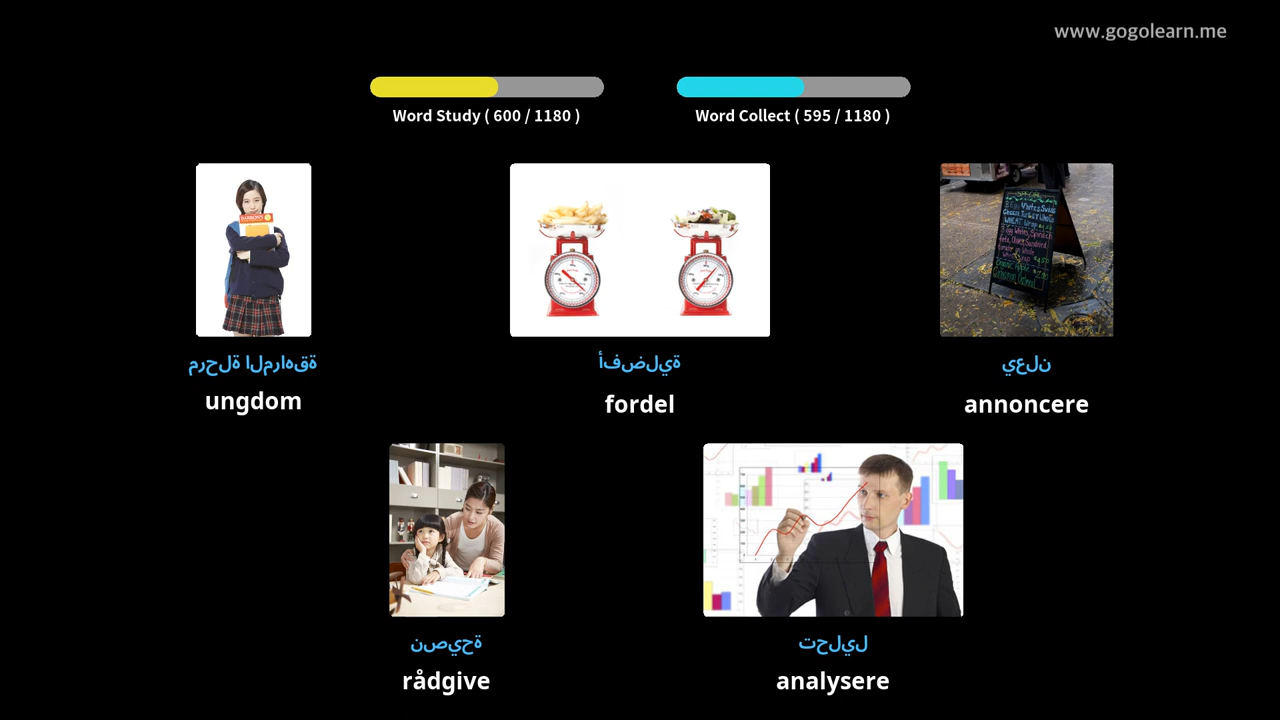 www.gogolearn.me
Word Study ( 600 / 1180 )
Word Collect ( 595 / 1180 )
BARRON'S
مرحلة المراهقة
ungdom
أفضلية
fordel
يعلن
annoncere
نصيحة
rådgive
تحليل
analysere